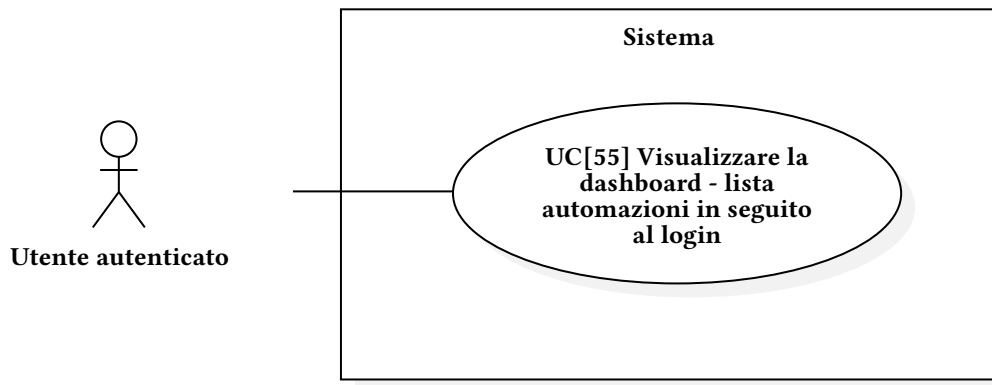 Sistema
UC[55] Visualizzare la
dashboard - lista
automazioni in seguito
al login
Utente autenticato